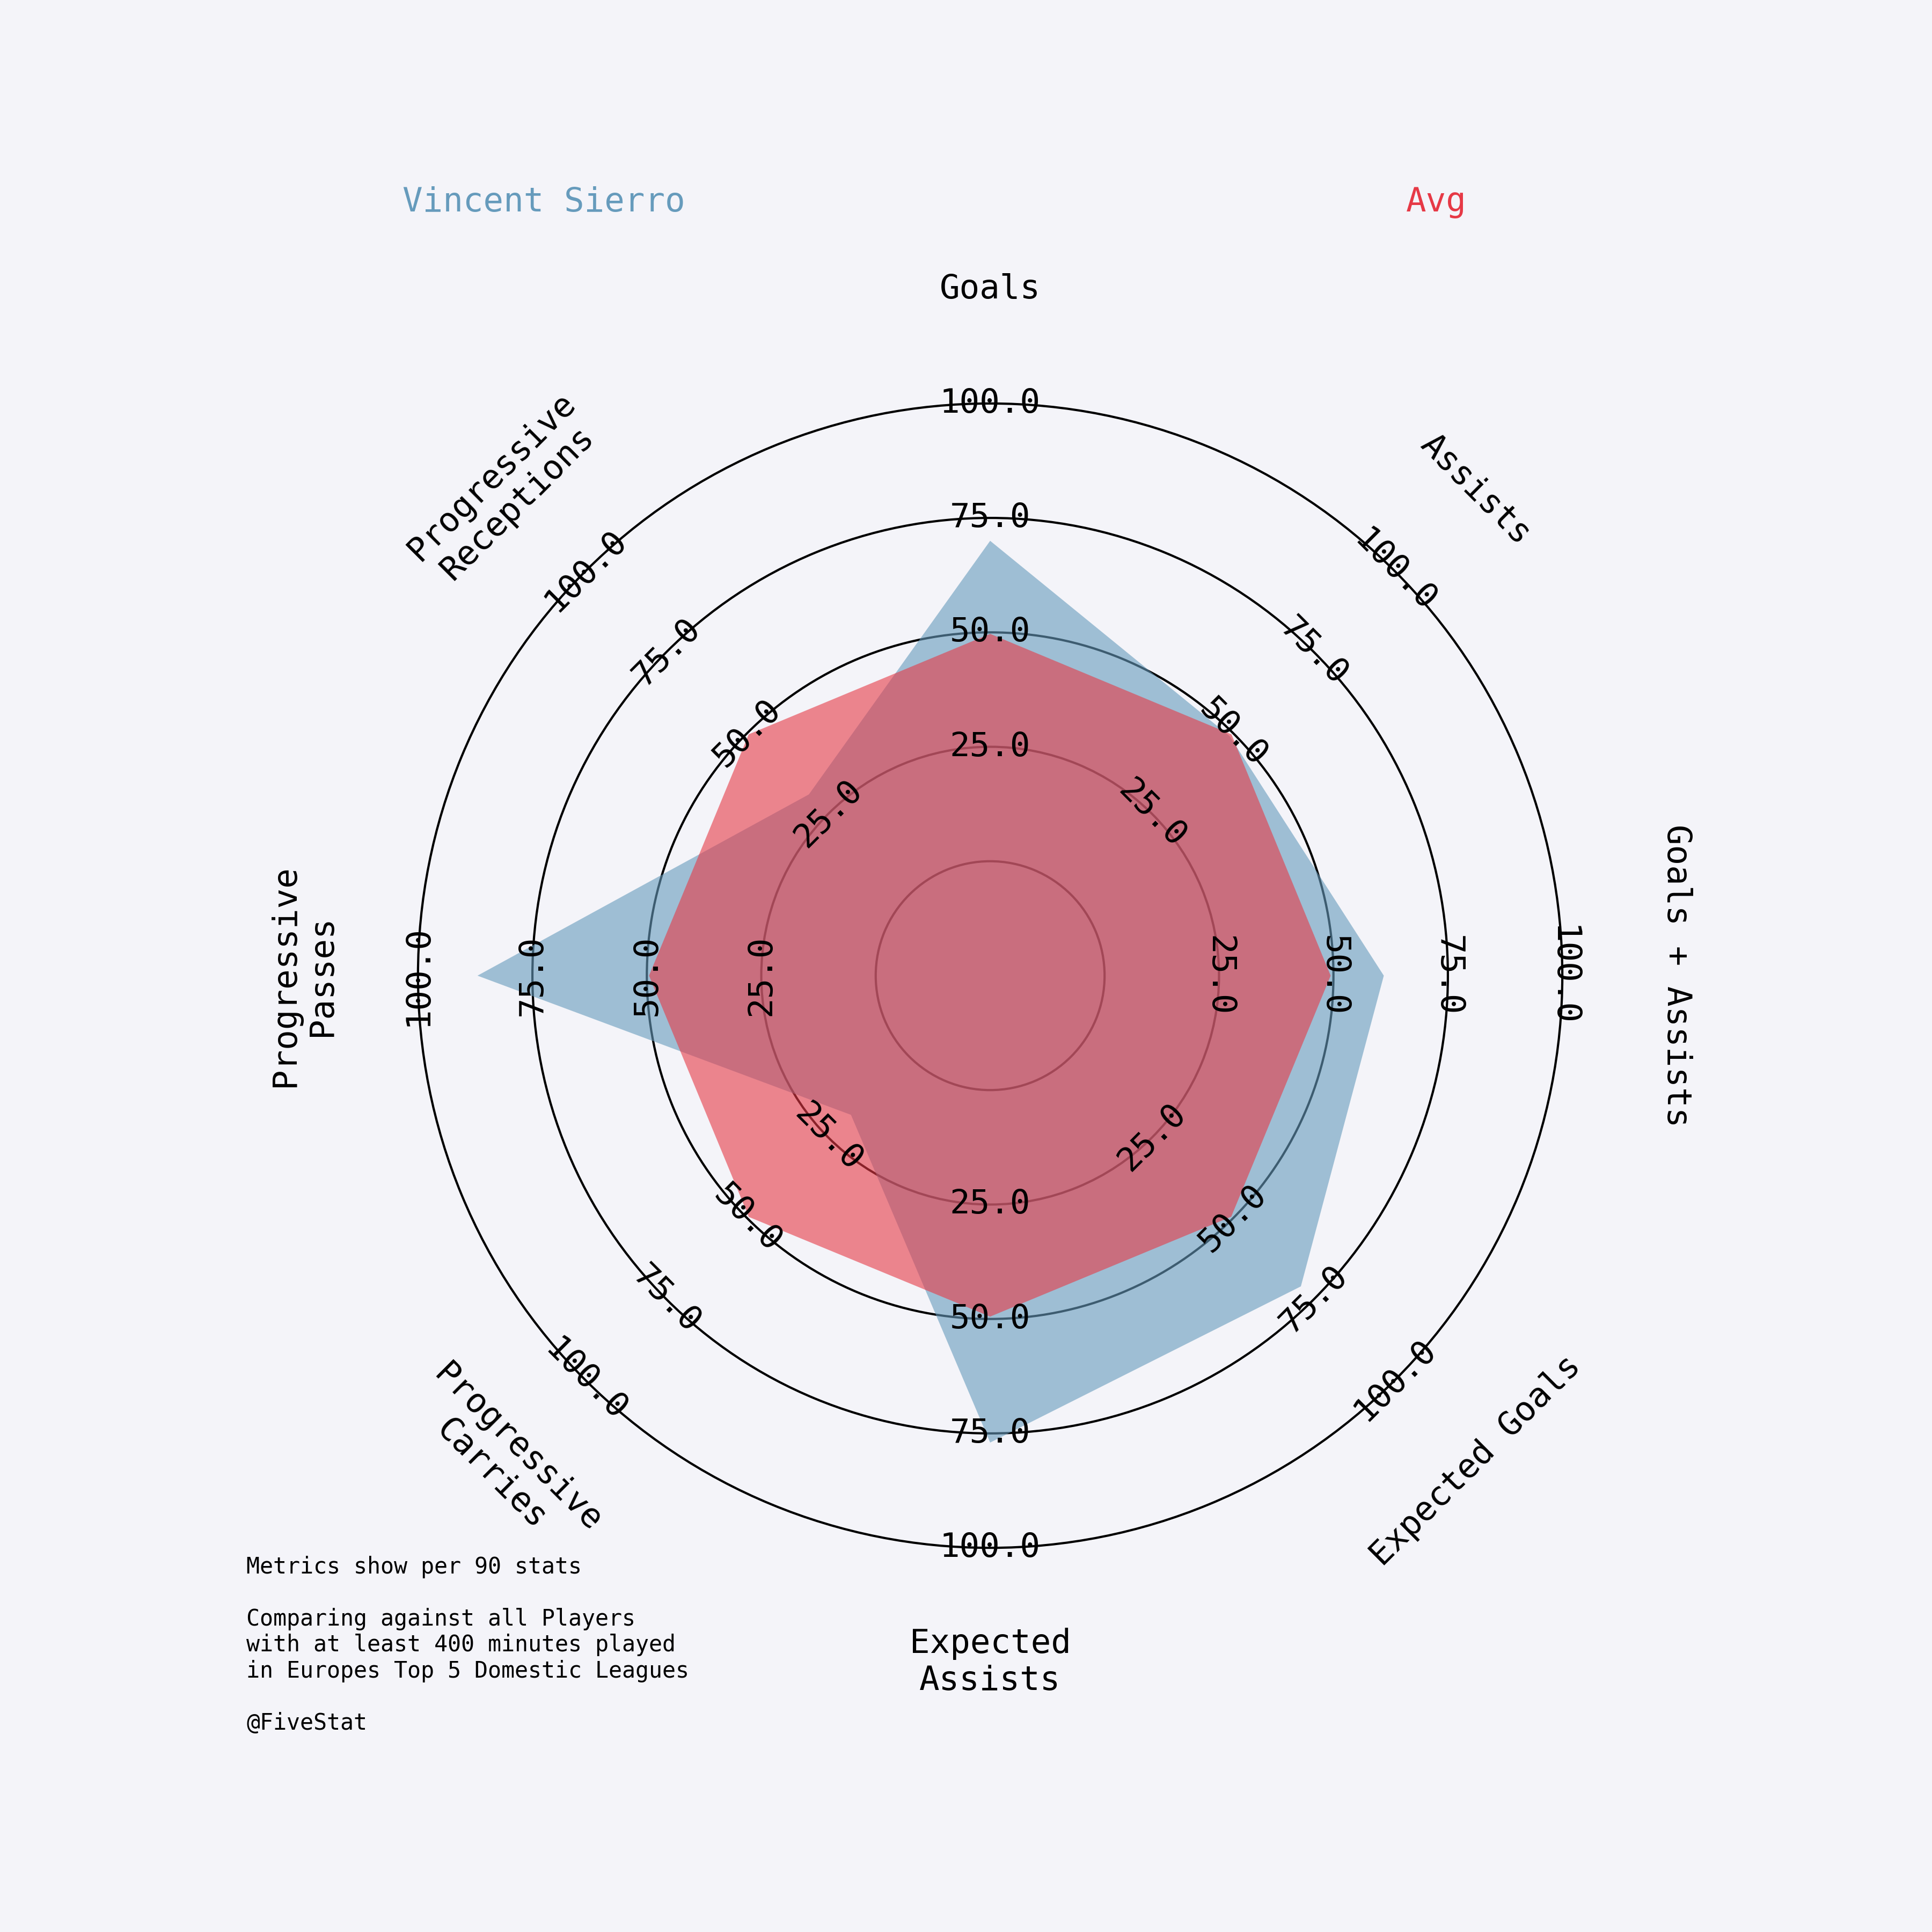 Vincent Sierro
Avg
Goals
Assists
Goals + Assists
Expected Goals
Expected
Assists
Progressive
Carries
Progressive
Passes
Progressive
Receptions
25.0
50.0
75.0
100.0
25.0
50.0
75.0
100.0
25.0
50.0
75.0
100.0
25.0
50.0
75.0
100.0
25.0
50.0
75.0
100.0
25.0
50.0
75.0
100.0
25.0
50.0
75.0
100.0
25.0
50.0
75.0
100.0
Metrics show per 90 stats
Comparing against all Players
with at least 400 minutes played
in Europes Top 5 Domestic Leagues
@FiveStat